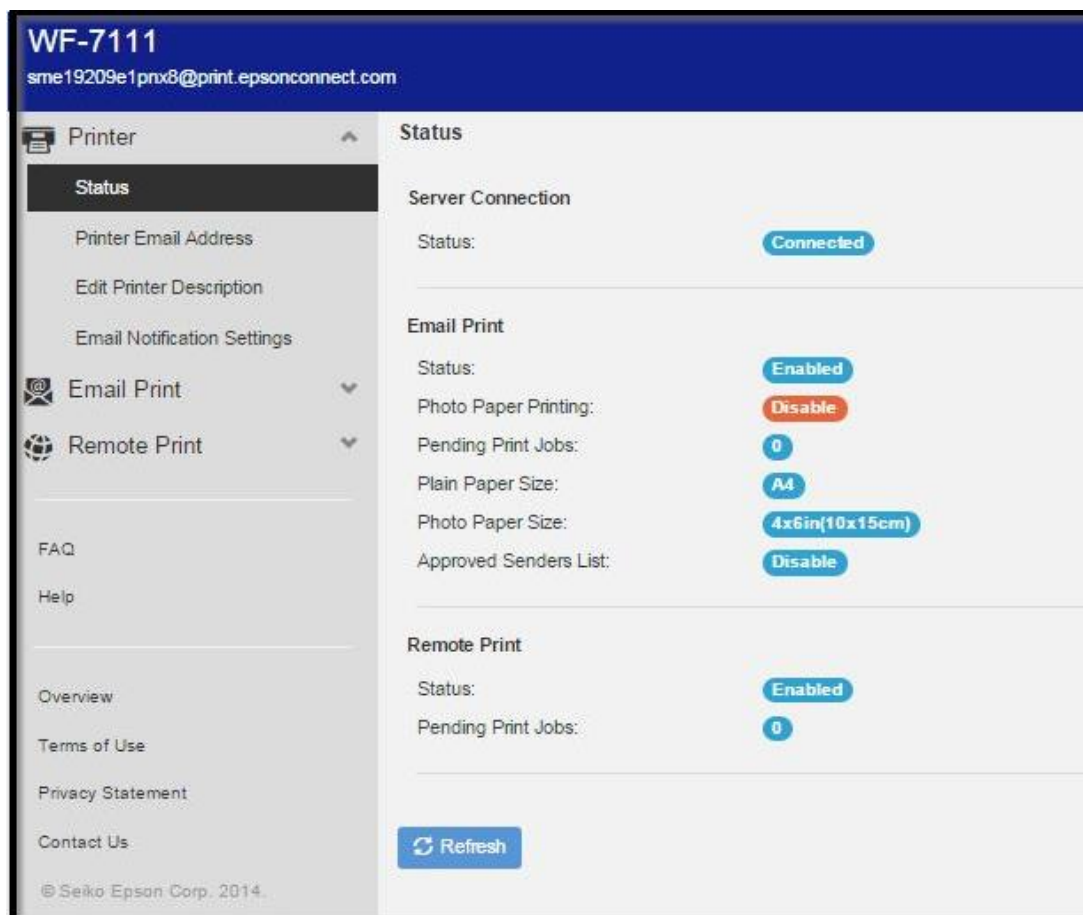 WF-7111
sme19209e1pnx8@print.epsonconnect.com
Printer
Status
Printer Email Address
Edit Printer Description
Email Notification Settings
Email Print
Remote Print
FAQ
Help
Overview
Terms of Use
Privacy Statement
Contact Us
© Seiko Epson Corp. 2014.
Status
Server Connection
Status: Connected
Email Print
Status: Enabled
Photo Paper Printing: Disable
Pending Print Jobs: 0
Plain Paper Size: A4
Photo Paper Size: 4x6in(10x15cm)
Approved Senders List: Disable
Remote Print
Status: Enabled
Pending Print Jobs: 0
Refresh